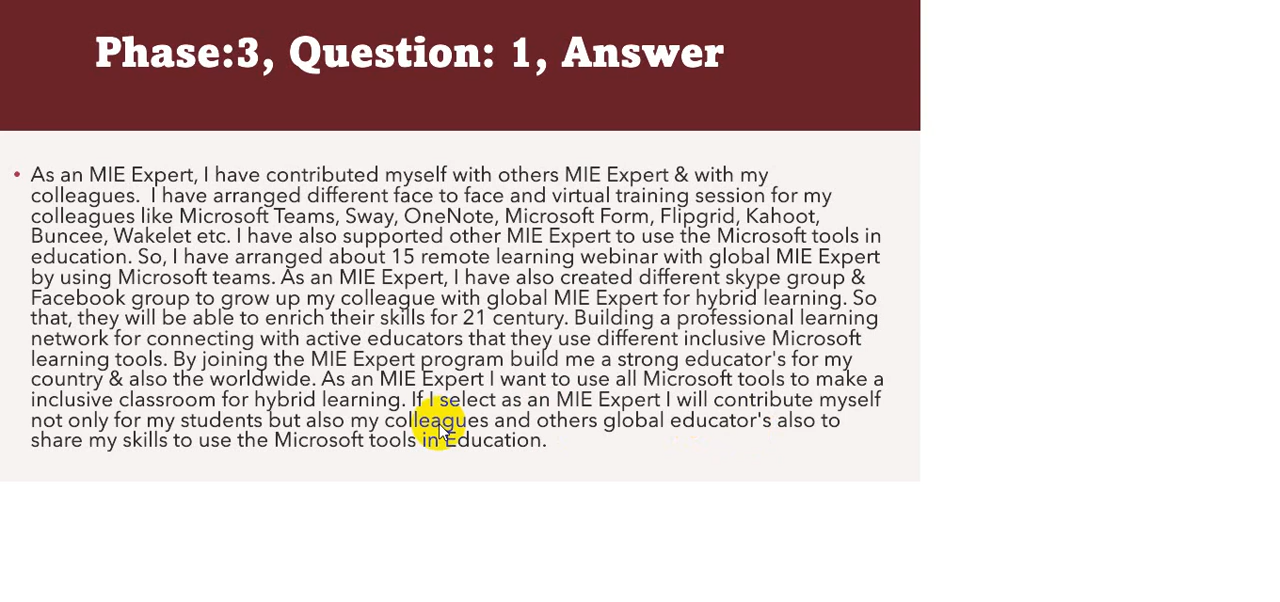 Phase:3, Question: 1, Answer
• As an MIE Expert, I have contributed myself with others MIE Expert & with my
colleagues.  I have arranged different face to face and virtual training session for my
colleagues like Microsoft Teams, Sway, OneNote, Microsoft Form, Flipgrid, Kahoot,
Buncee, Wakelet etc. I have also supported other MIE Expert to use the Microsoft tools in
education. So, I have arranged about 15 remote learning webinar with global MIE Expert
by using Microsoft teams. As an MIE Expert, I have also created different skype group &
Facebook group to grow up my colleague with global MIE Expert for hybrid learning. So
that, they will be able to enrich their skills for 21 century. Building a professional learning
network for connecting with active educators that they use different inclusive Microsoft
learning tools. By joining the MIE Expert program build me a strong educator's for my
country & also the worldwide. As an MIE Expert I want to use all Microsoft tools to make a
inclusive classroom for hybrid learning. If I select as an MIE Expert I will contribute myself
not only for my students but also my colleagues and others global educator's also to
share my skills to use the Microsoft tools in Education.